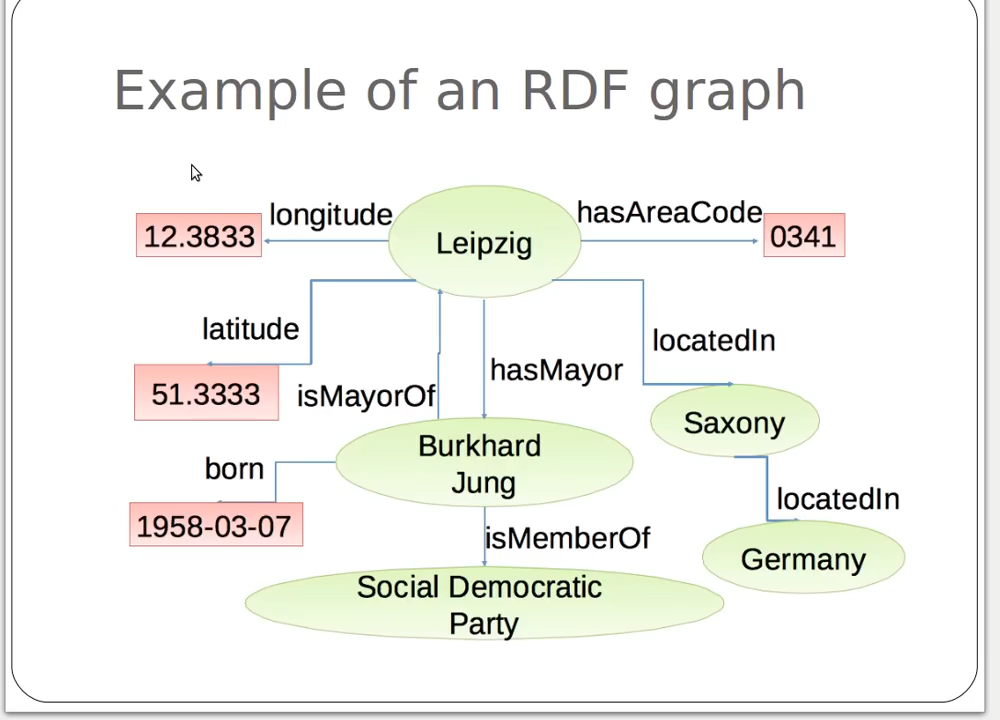 Example of an RDF graph
longitude
hasAreaCode
12.3833
Leipzig
0341
latitude
locatedIn
hasMayor
51.3333
isMayorOf
Saxony
Burkhard
Jung
born
locatedIn
1958-03-07
isMemberOf
Germany
Social Democratic
Party